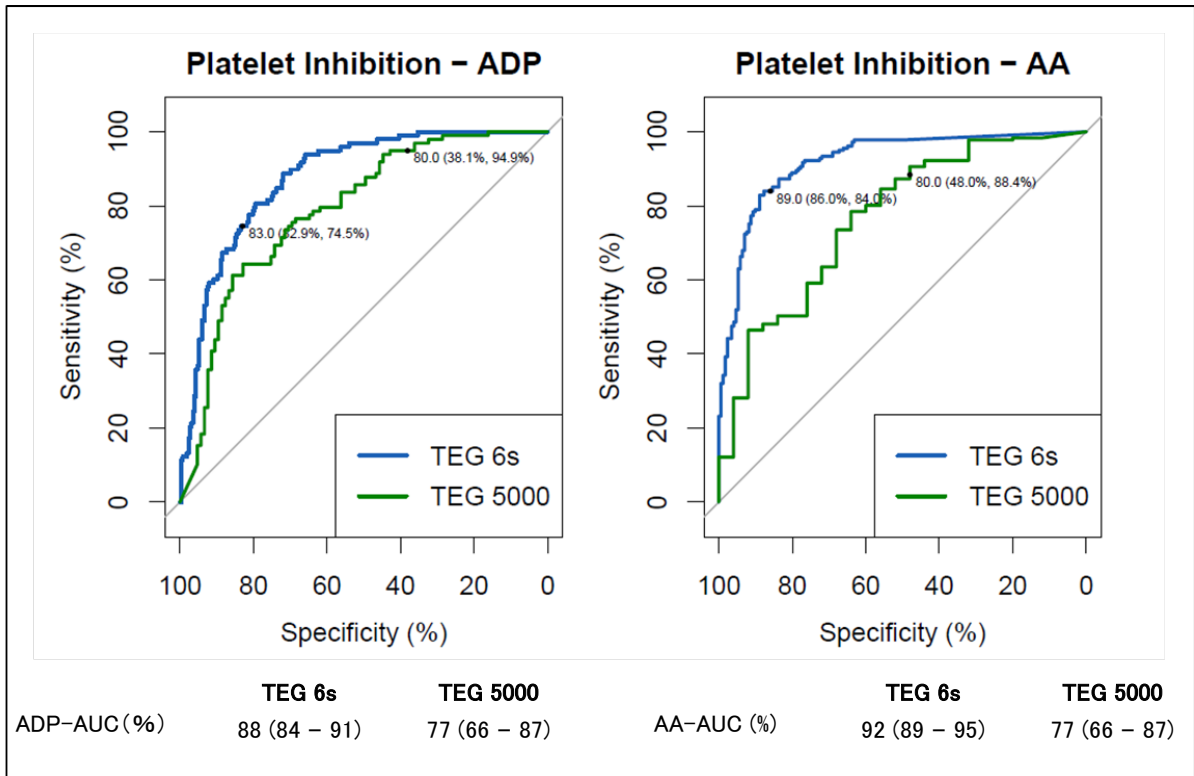 Platelet Inhibition − ADP
Sensitivity (%)
100
80
60
40
20
0
80.0 (38.1%, 94.9%)
83.0 (82.9%, 74.5%)
TEG 6s
TEG 5000
100 80 60 40 20 0
Specificity (%)
Platelet Inhibition − AA
Sensitivity (%)
100
80
60
40
20
0
89.0 (86.0%, 84.0%)
80.0 (48.0%, 88.4%)
TEG 6s
TEG 5000
100 80 60 40 20 0
Specificity (%)
TEG 6s TEG 5000
ADP-AUC(%) 88 (84 – 91) 77 (66 – 87)
TEG 6s TEG 5000
AA-AUC (%) 92 (89 – 95) 77 (66 – 87)